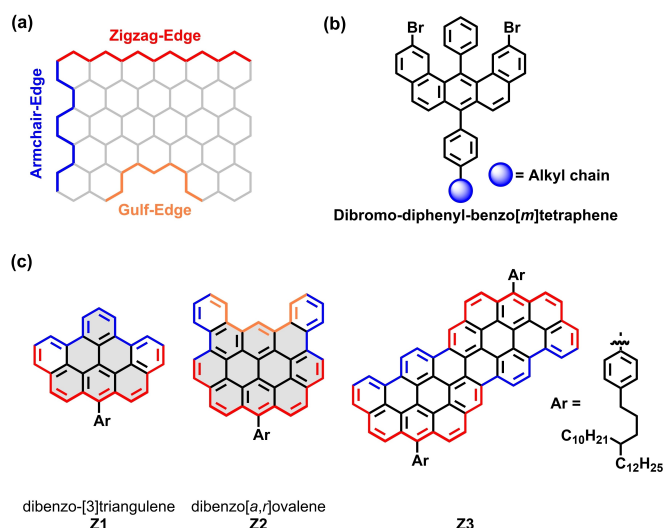 (a)
Zigzag-Edge
Armchair-Edge
Gulf-Edge
(b)
Br
Br
= Alkyl chain
Dibromo-diphenyl-benzo[m]tetraphene
(c)
Ar
Ar
Ar
Ar
Ar =
C10H21
C12H25
dibenzo-[3]triangulene
Z1
dibenzo[a,r]ovalene
Z2
Z3